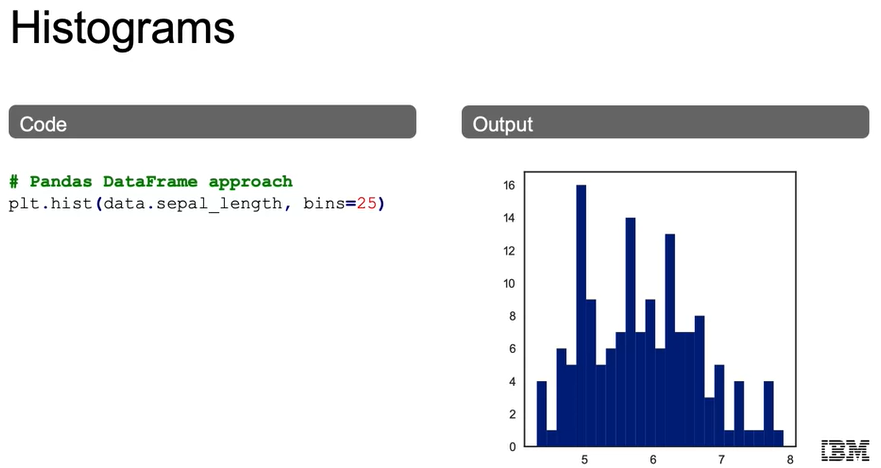 Histograms
Code
Output
# Pandas DataFrame approach
plt.hist(data.sepal_length, bins=25)
16
14
12
10
8
6
4
2
0
5
6
7
8
IBM